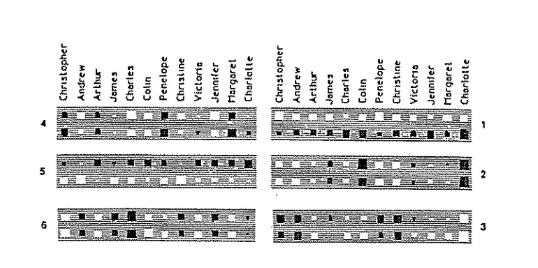 Christopher
Andrew
Arthur
James
Charles
Colin
Penelope
Christine
Victoria
Jennifer
Margaret
Charlotte
Christopher
Andrew
Arthur
James
Charles
Colin
Penelope
Christine
Victoria
Jennifer
Margaret
Charlotte
4
1
5
2
6
3